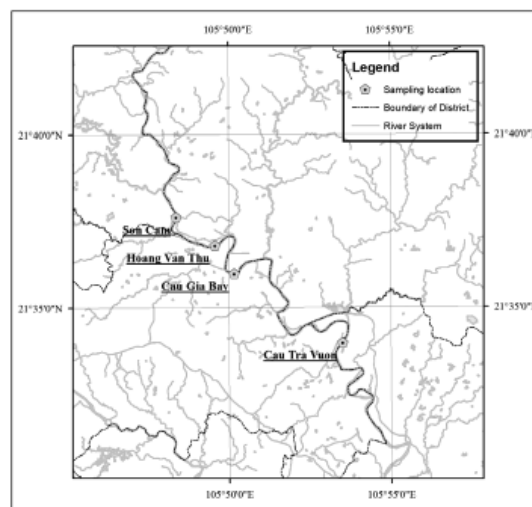 105°50'0"E 105°55'0"E
Legend
Sampling location
Boundary of District
River System
21°40'0"N 21°40'0"N
Son Cam
Hoang Van Thu
Cau Gia Bay
21°35'0"N 21°35'0"N
Cau Tra Vuon
105°50'0"E 105°55'0"E